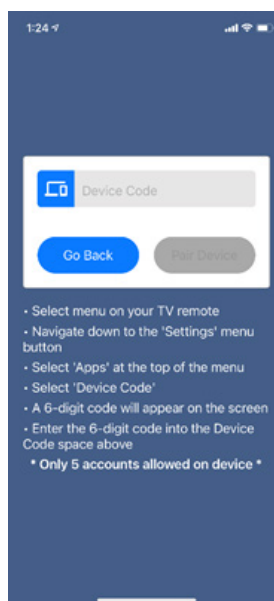 1:24
Device Code
Go Back
Pair Device
• Select menu on your TV remote
• Navigate down to the 'Settings' menu
button
• Select 'Apps' at the top of the menu
• Select 'Device Code'
• A 6-digit code will appear on the screen
• Enter the 6-digit code into the Device
Code space above
* Only 5 accounts allowed on device *